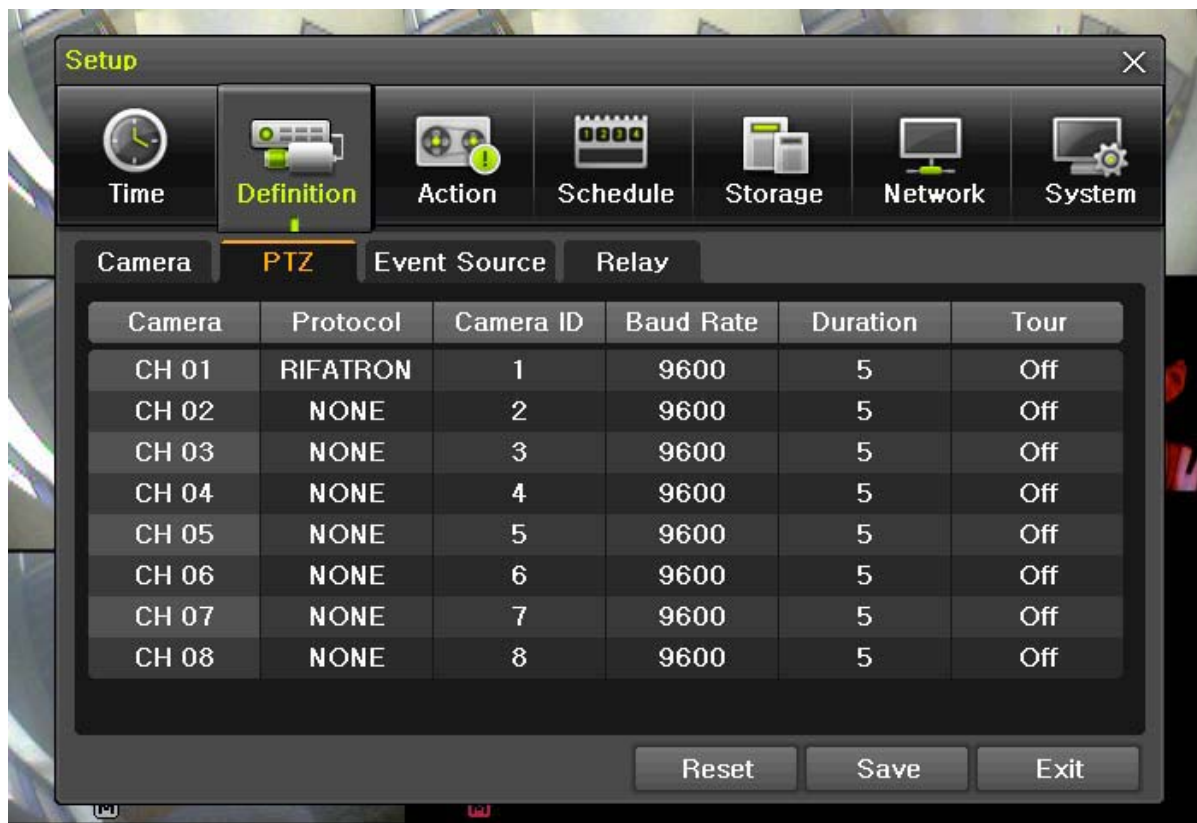 Setup
Time Definition Action Schedule Storage Network System
Camera PTZ Event Source Relay
Camera Protocol Camera ID Baud Rate Duration Tour
CH 01 RIFATRON 1 9600 5 Off
CH 02 NONE 2 9600 5 Off
CH 03 NONE 3 9600 5 Off
CH 04 NONE 4 9600 5 Off
CH 05 NONE 5 9600 5 Off
CH 06 NONE 6 9600 5 Off
CH 07 NONE 7 9600 5 Off
CH 08 NONE 8 9600 5 Off
Reset Save Exit